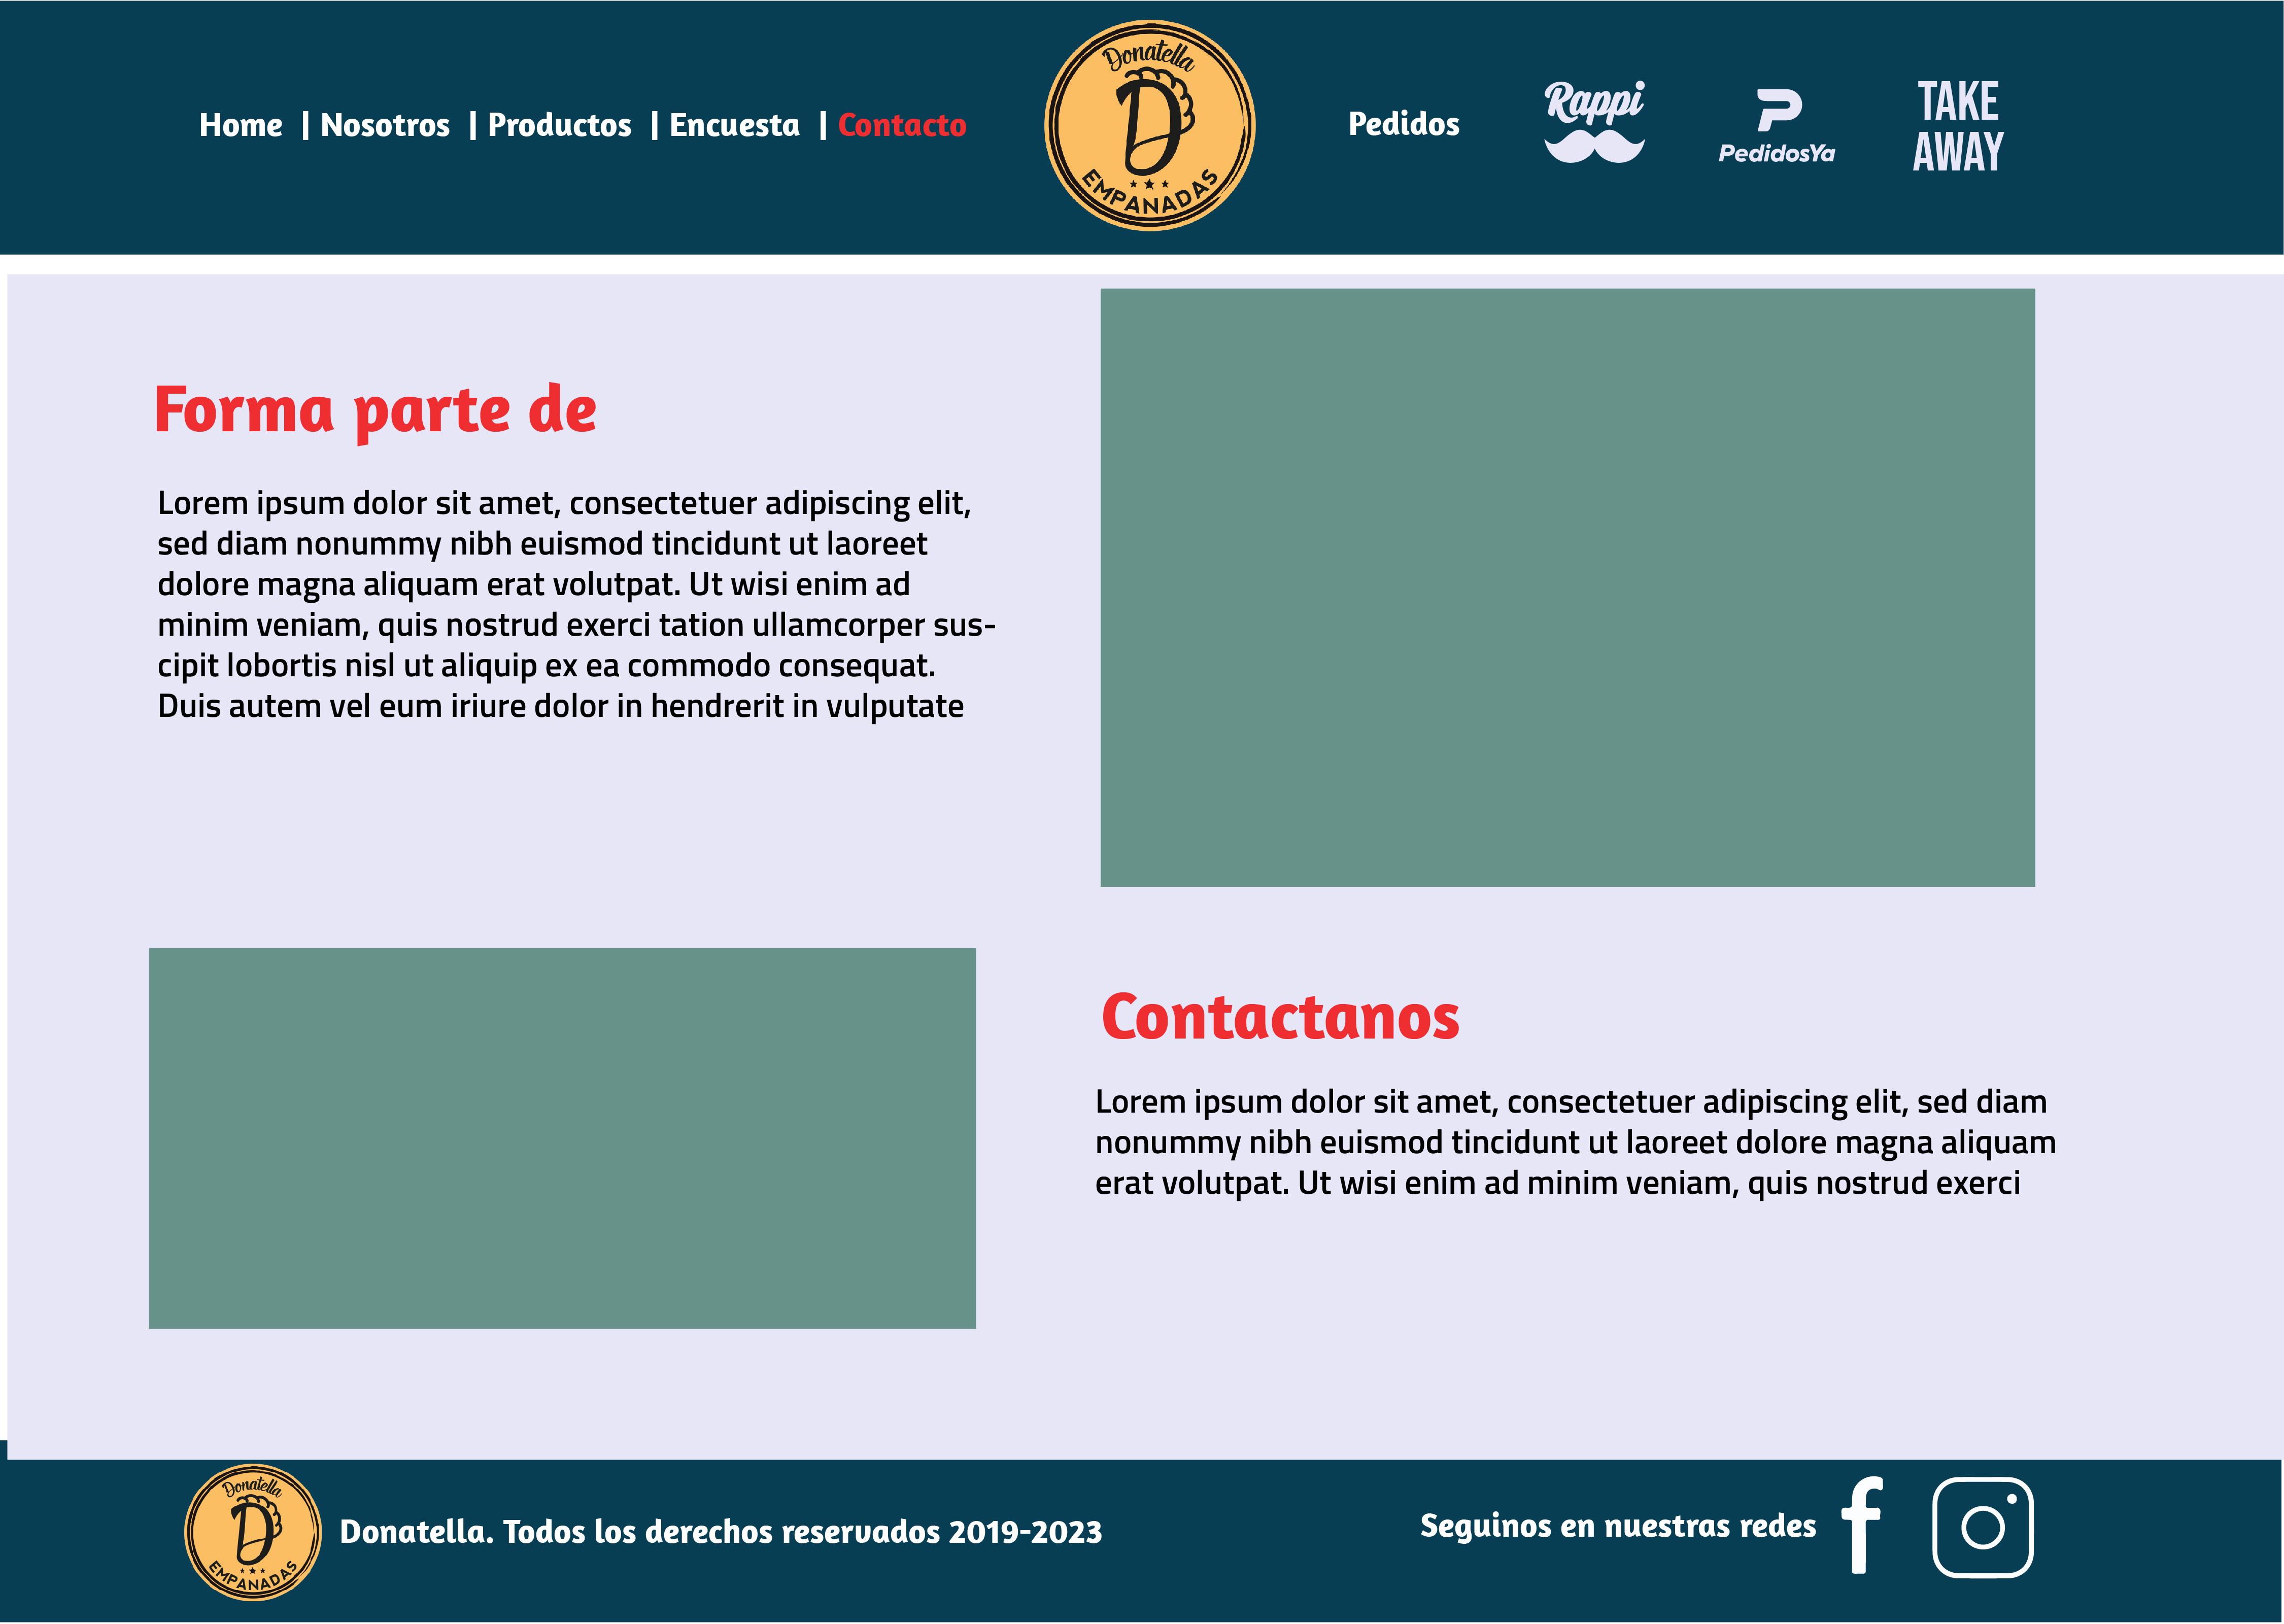 Home | Nosotros | Productos | Encuesta | Contacto
Donatella
D
EMPANADAS
Pedidos
Rappi
PedidosYa
TAKE
AWAY
Forma parte de
Lorem ipsum dolor sit amet, consectetuer adipiscing elit,
sed diam nonummy nibh euismod tincidunt ut laoreet
dolore magna aliquam erat volutpat. Ut wisi enim ad
minim veniam, quis nostrud exerci tation ullamcorper sus-
cipit lobortis nisl ut aliquip ex ea commodo consequat.
Duis autem vel eum iriure dolor in hendrerit in vulputate
Contactanos
Lorem ipsum dolor sit amet, consectetuer adipiscing elit, sed diam
nonummy nibh euismod tincidunt ut laoreet dolore magna aliquam
erat volutpat. Ut wisi enim ad minim veniam, quis nostrud exerci
Donatella
D
EMPANADAS
Donatella. Todos los derechos reservados 2019-2023
Seguinos en nuestras redes